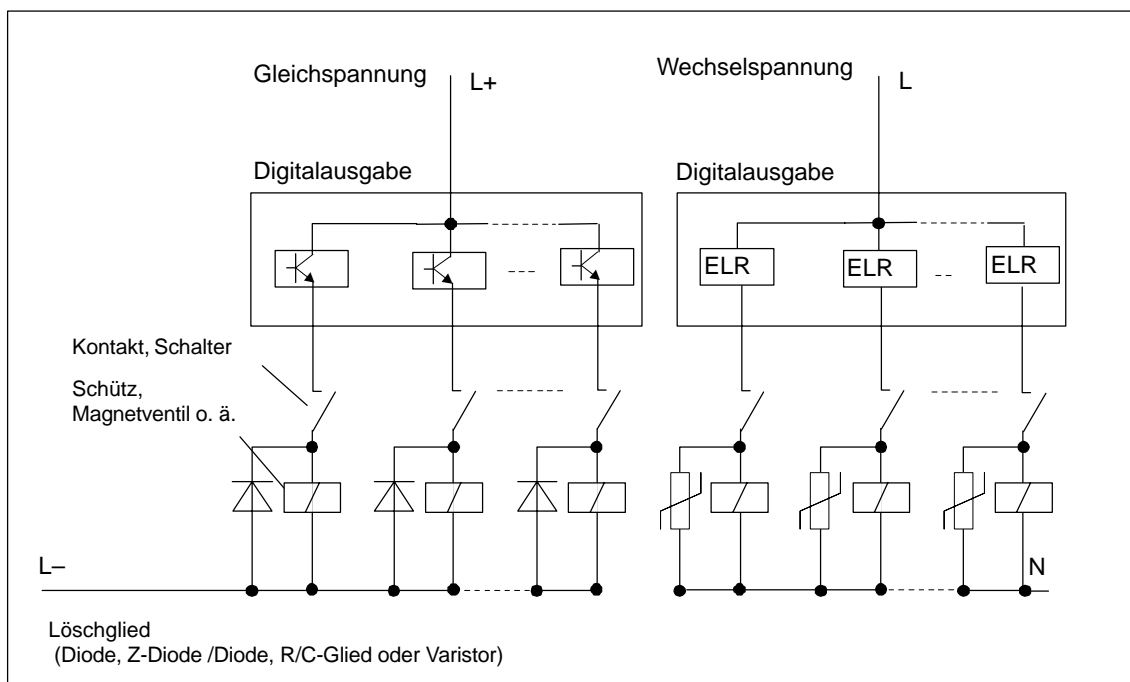 Gleichspannung
L+
Wechselspannung
L
Digitalausgabe
Digitalausgabe
ELR
ELR
ELR
Kontakt, Schalter
Schütz,
Magnetventil o. ä.
L–
N
Löschglied
(Diode, Z-Diode /Diode, R/C-Glied oder Varistor)